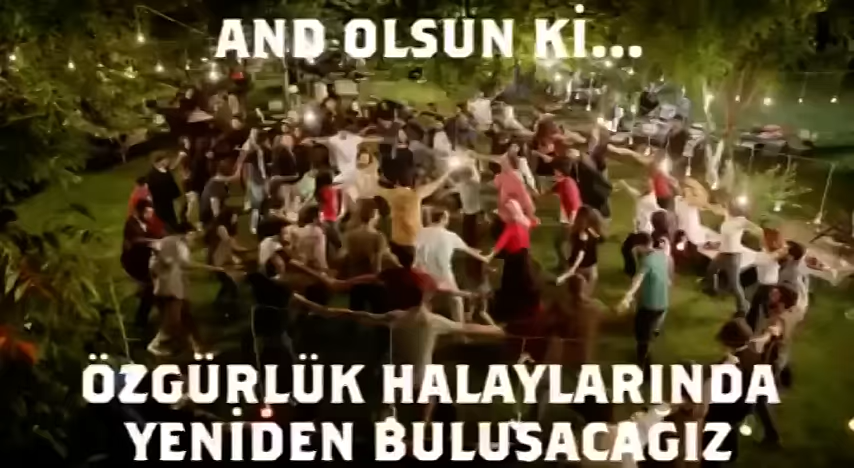 AND OLSUN Kİ...
ÖZGÜRLÜK HALAYLARINDA
YENİDEN BULUSACAGIZ